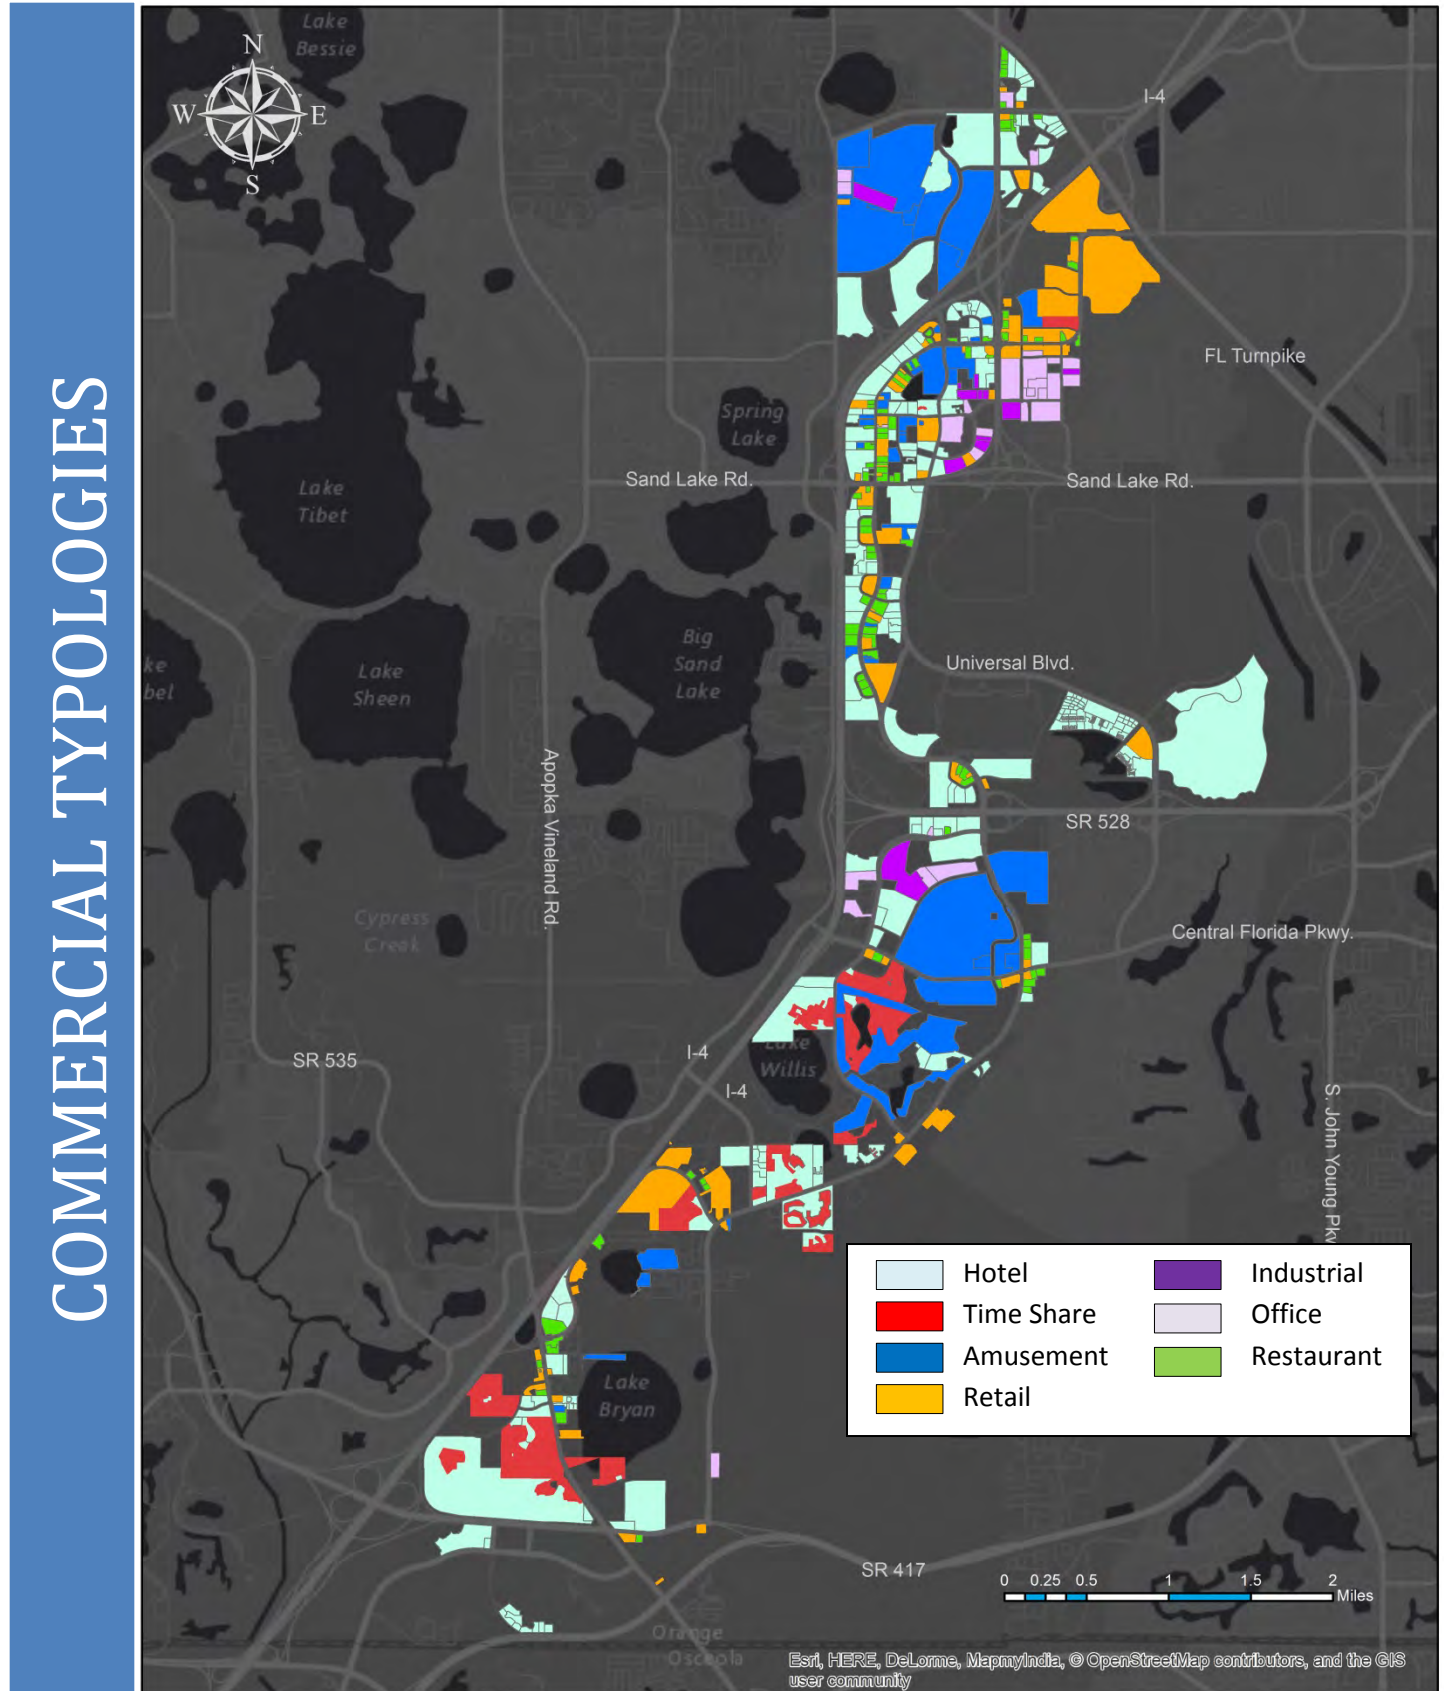 COMMERCIAL TYPOLOGIES
Lake
Bessie
N
W
E
S
I-4
FL Turnpike
Spring
Lake
Sand Lake Rd.
Sand Lake Rd.
Lake
Tibet
Big
Sand
Lake
Universal Blvd.
ke
bel
Lake
Sheen
Apopka Vineland Rd.
SR 528
Cypress
Creek
Central Florida Pkwy.
SR 535
I-4
Lake
Willis
I-4
S. John Young Pkw
Hotel
Time Share
Amusement
Retail
Industrial
Office
Restaurant
Lake
Bryan
SR 417
0 0.25 0.5 1 1.5 2
Miles
Orange
Osceola
Esri, HERE, DeLorme, MapmyIndia, © OpenStreetMap contributors, and the GIS
user community